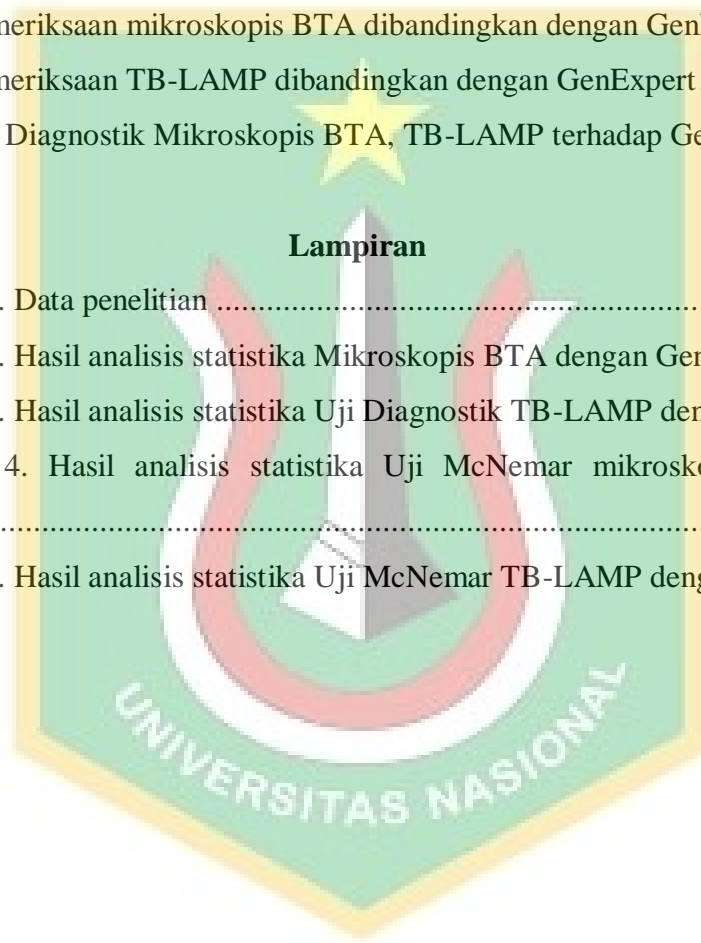 meriksaan mikroskopis BTA dibandingkan dengan Gen
meriksaan TB-LAMP dibandingkan dengan GenExpert
Diagnostik Mikroskopis BTA, TB-LAMP terhadap Ge
Lampiran
. Data penelitian ........................................................................
. Hasil analisis statistika Mikroskopis BTA dengan Gen
. Hasil analisis statistika Uji Diagnostik TB-LAMP den
4. Hasil analisis statistika Uji McNemar mikrosko
........................................................................................................
. Hasil analisis statistika Uji McNemar TB-LAMP deng
UNIVERSITAS NASIONAL